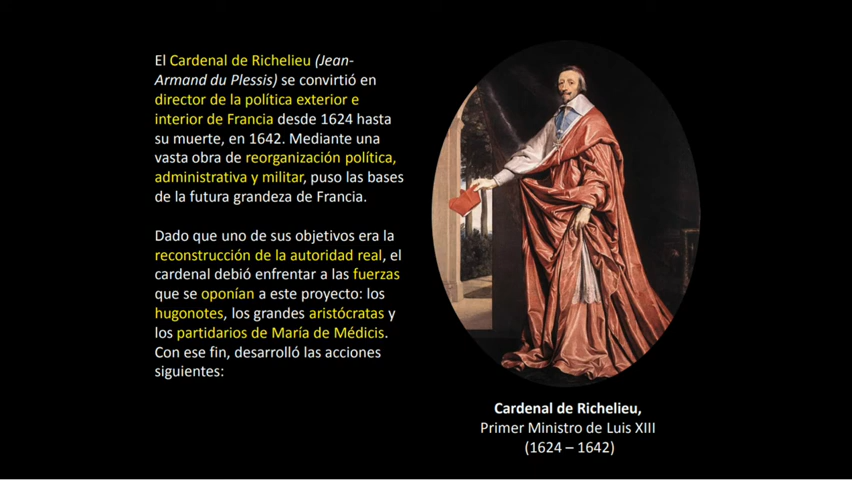 El Cardenal de Richelieu (Jean-
Armand du Plessis) se convirtió en
director de la política exterior e
interior de Francia desde 1624 hasta
su muerte, en 1642. Mediante una
vasta obra de reorganización política,
administrativa y militar, puso las bases
de la futura grandeza de Francia.
Dado que uno de sus objetivos era la
reconstrucción de la autoridad real, el
cardenal debió enfrentar a las fuerzas
que se oponían a este proyecto: los
hugonotes, los grandes aristócratas y
los partidarios de María de Médicis.
Con ese fin, desarrolló las acciones
siguientes:
Cardenal de Richelieu,
Primer Ministro de Luis XIII
(1624 – 1642)